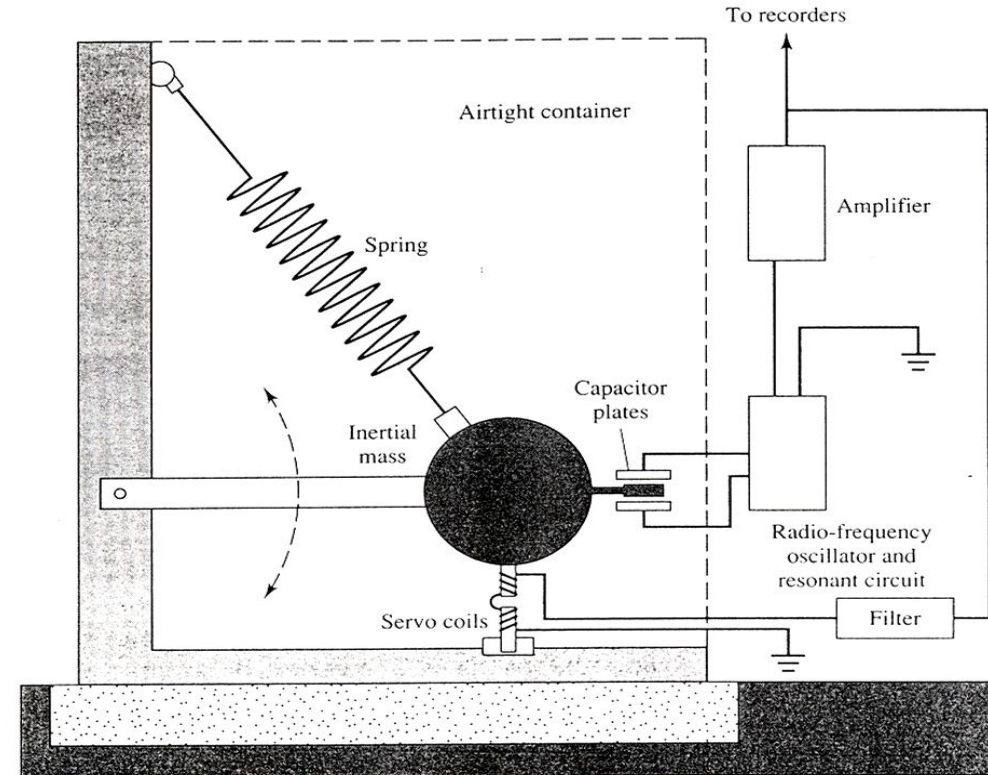 To recorders
Airtight container
Amplifier
Spring
Capacitor
plates
Inertial
mass
Radio-frequency
oscillator and
resonant circuit
Servo coils
Filter